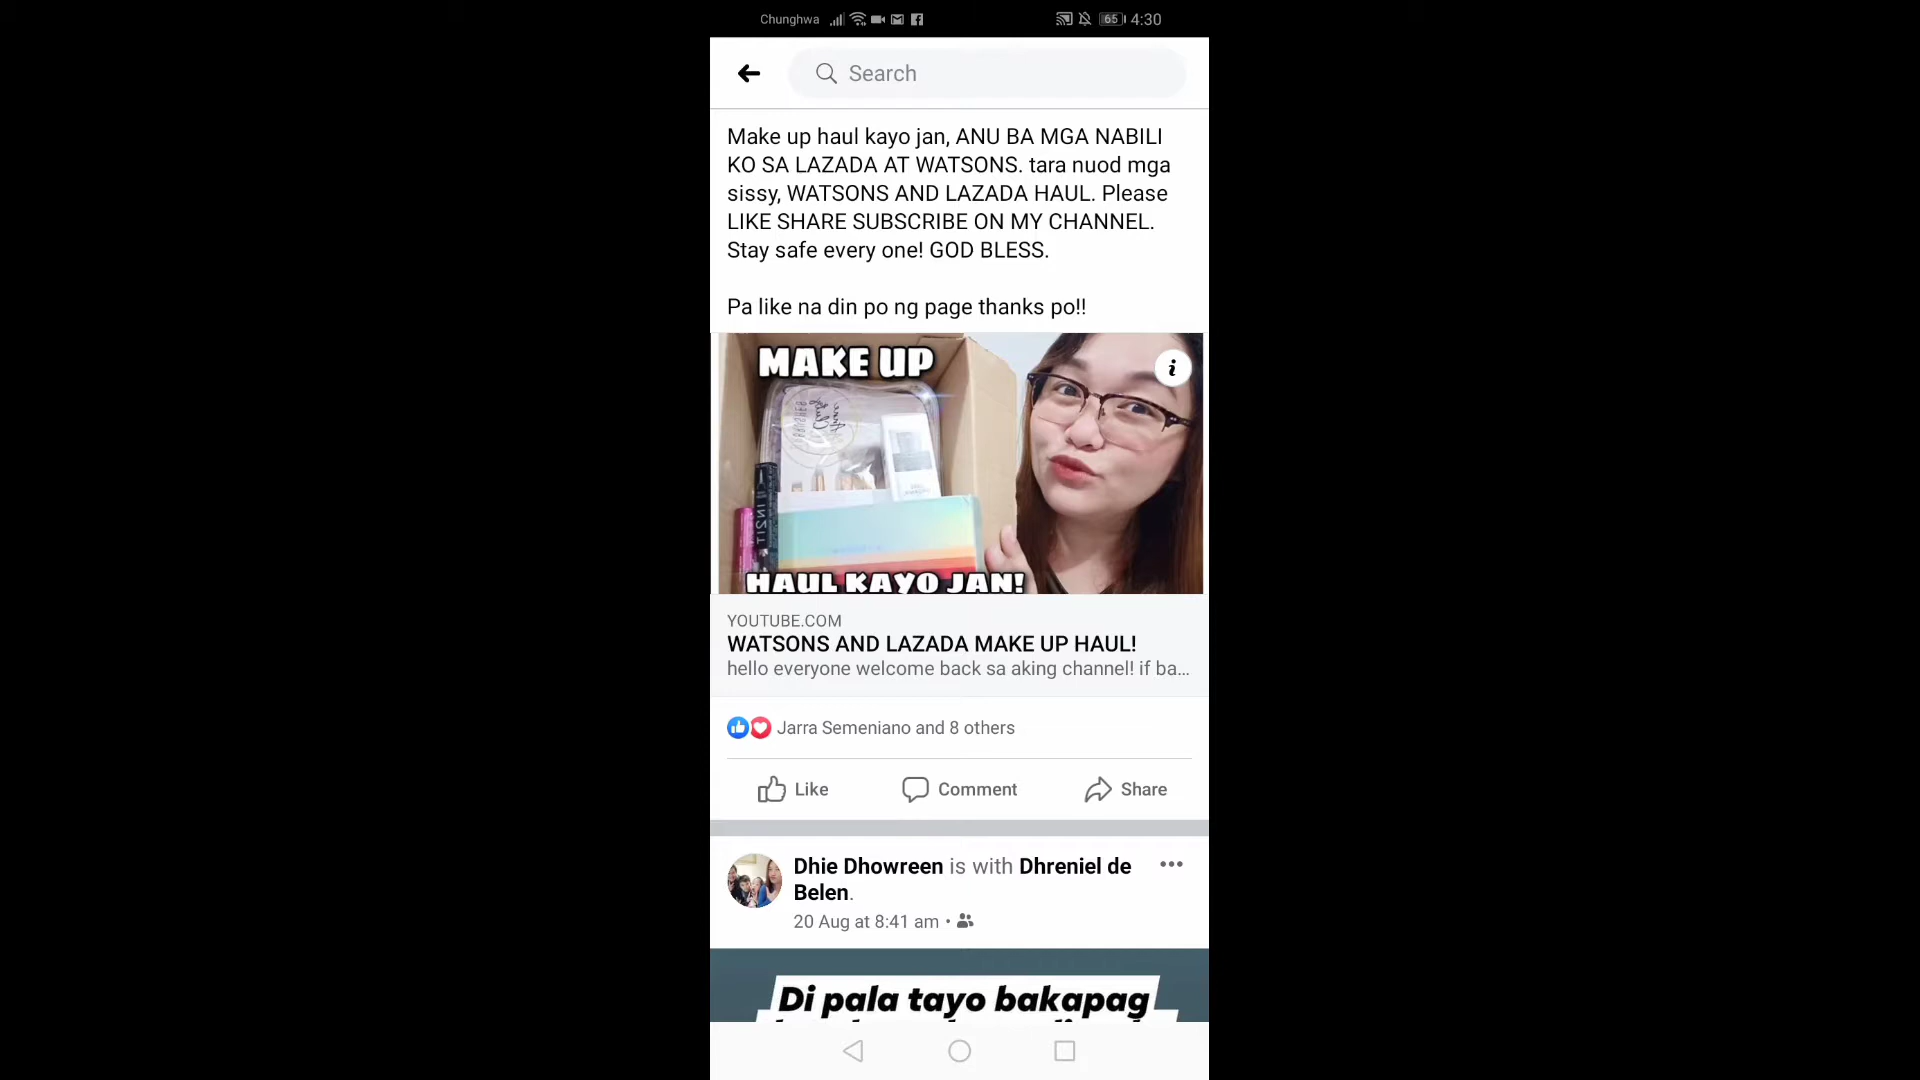 Chunghwa 65 4:30
Search
Make up haul kayo jan, ANU BA MGA NABILI
KO SA LAZADA AT WATSONS. tara nuod mga
sissy, WATSONS AND LAZADA HAUL. Please
LIKE SHARE SUBSCRIBE ON MY CHANNEL.
Stay safe every one! GOD BLESS.
Pa like na din po ng page thanks po!!
MAKE UP
IN2IT
HAUL KAYO JAN!
YOUTUBE.COM
WATSONS AND LAZADA MAKE UP HAUL!
hello everyone welcome back sa aking channel! if ba...
Jarra Semeniano and 8 others
Like Comment Share
Dhie Dhowreen is with Dhreniel de
Belen.
20 Aug at 8:41 am
Di pala tayo bakapag